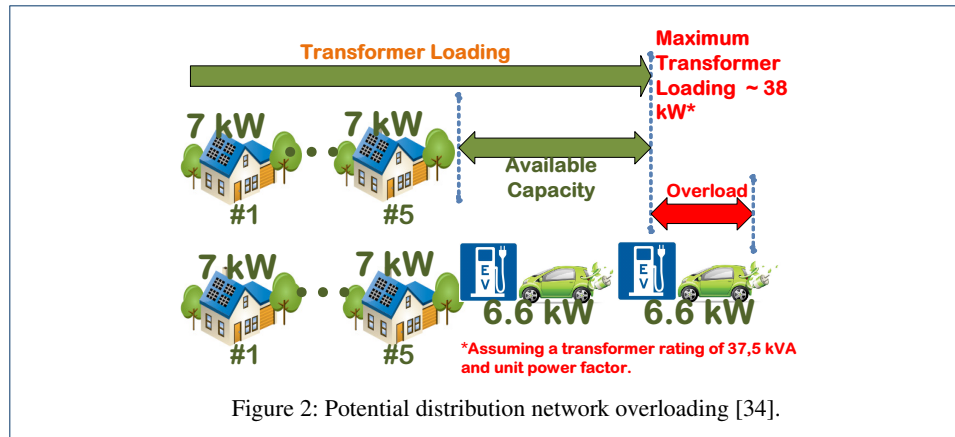 Transformer Loading
Maximum
Transformer
Loading ~ 38
kW*
7 kW
7 kW
Available
Capacity
#1
#5
Overload
7 kW
7 kW
E
V
E
V
#1
#5
6.6 kW
6.6 kW
*Assuming a transformer rating of 37,5 kVA
and unit power factor.
Figure 2: Potential distribution network overloading [34].